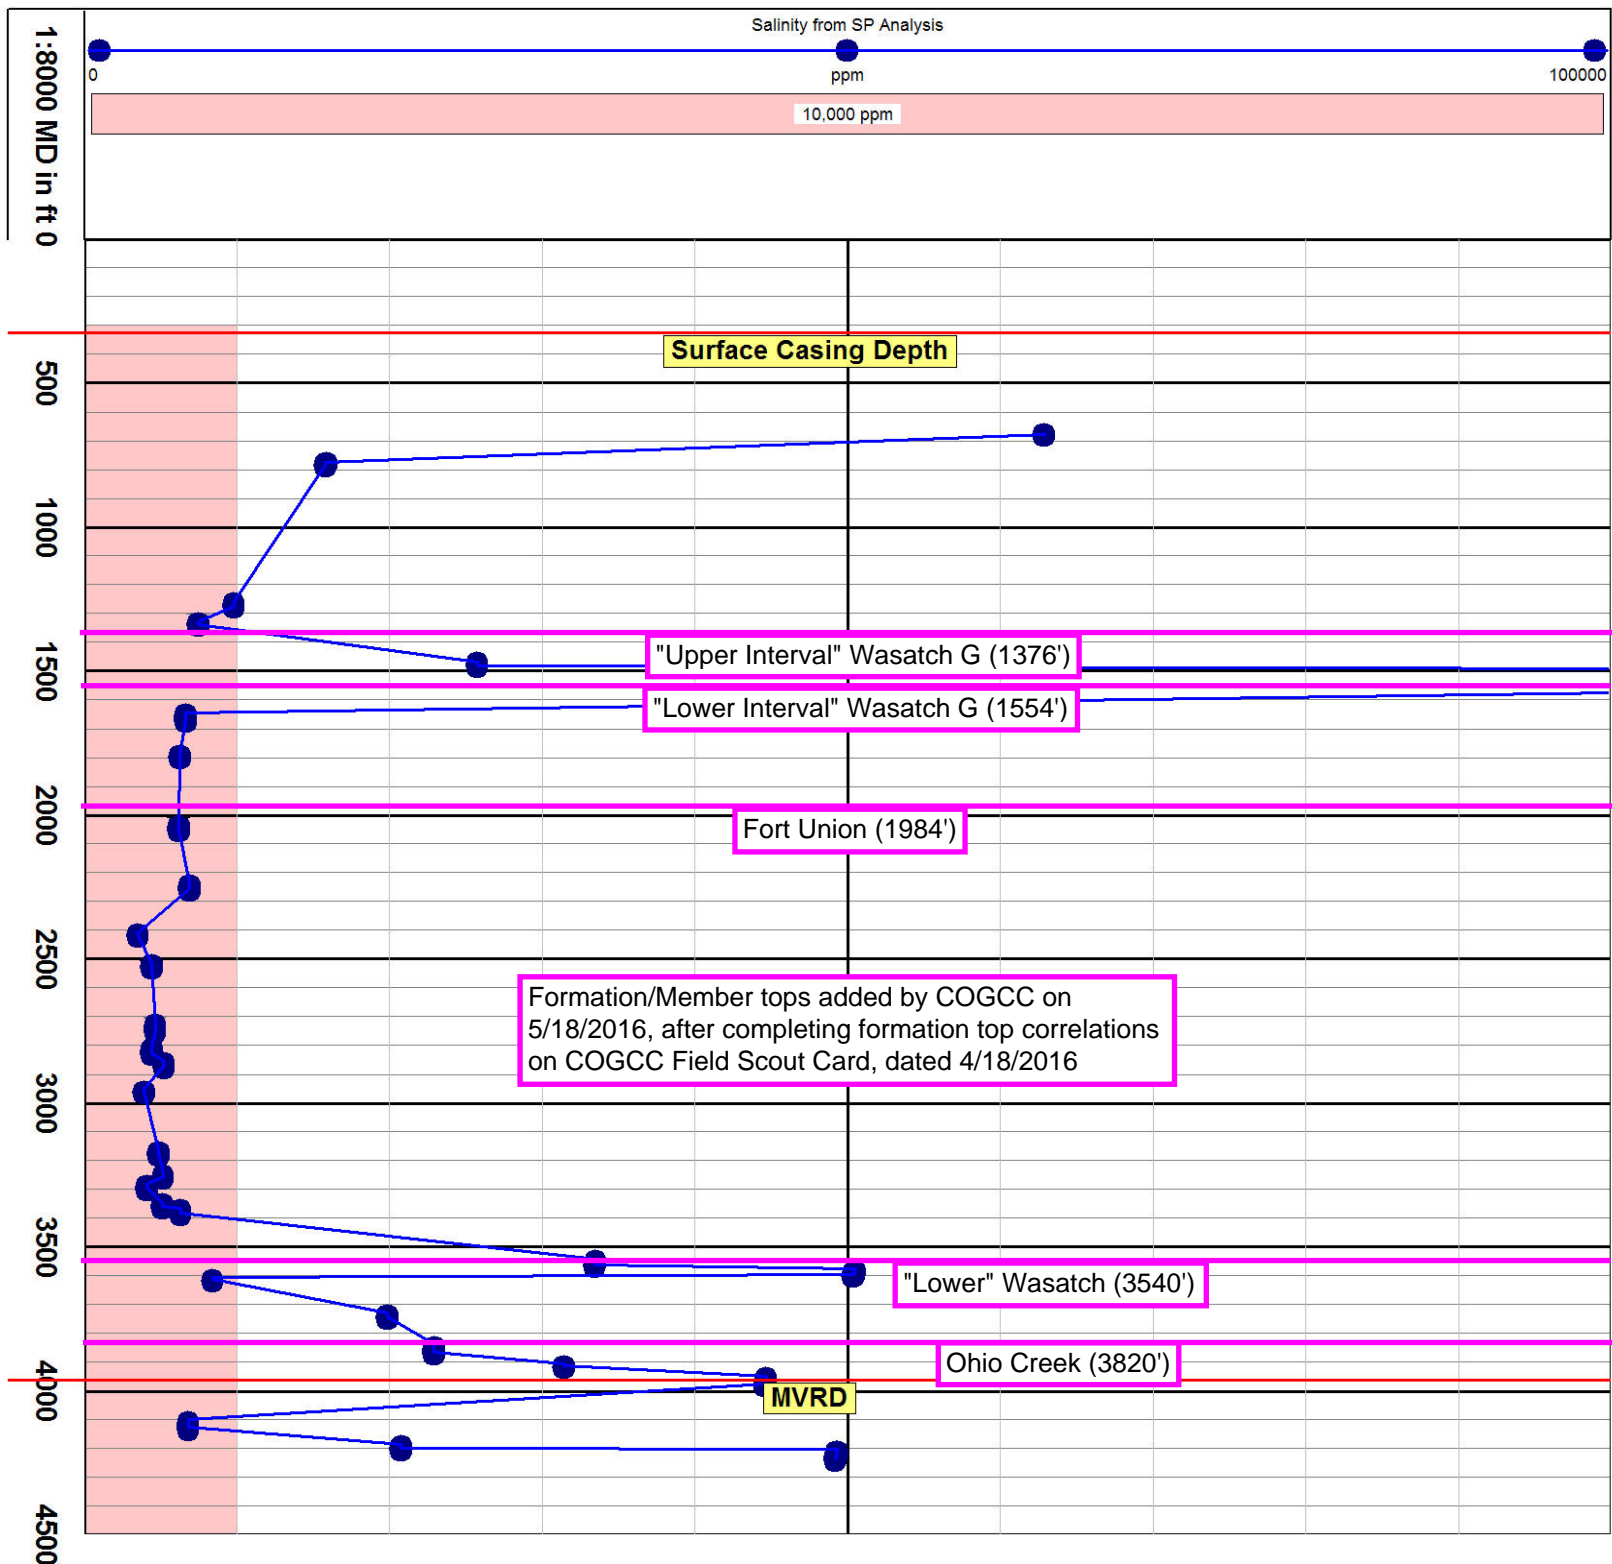 Salinity from SP Analysis
0 ppm 100000
10,000 ppm
1:8000 MD in ft 0
Surface Casing Depth
500
1000
"Upper Interval" Wasatch G (1376')
1500
"Lower Interval" Wasatch G (1554')
2000
Fort Union (1984')
2500
Formation/Member tops added by COGCC on
5/18/2016, after completing formation top correlations
on COGCC Field Scout Card, dated 4/18/2016
3000
3500
"Lower" Wasatch (3540')
Ohio Creek (3820')
4000
MVRD
4500